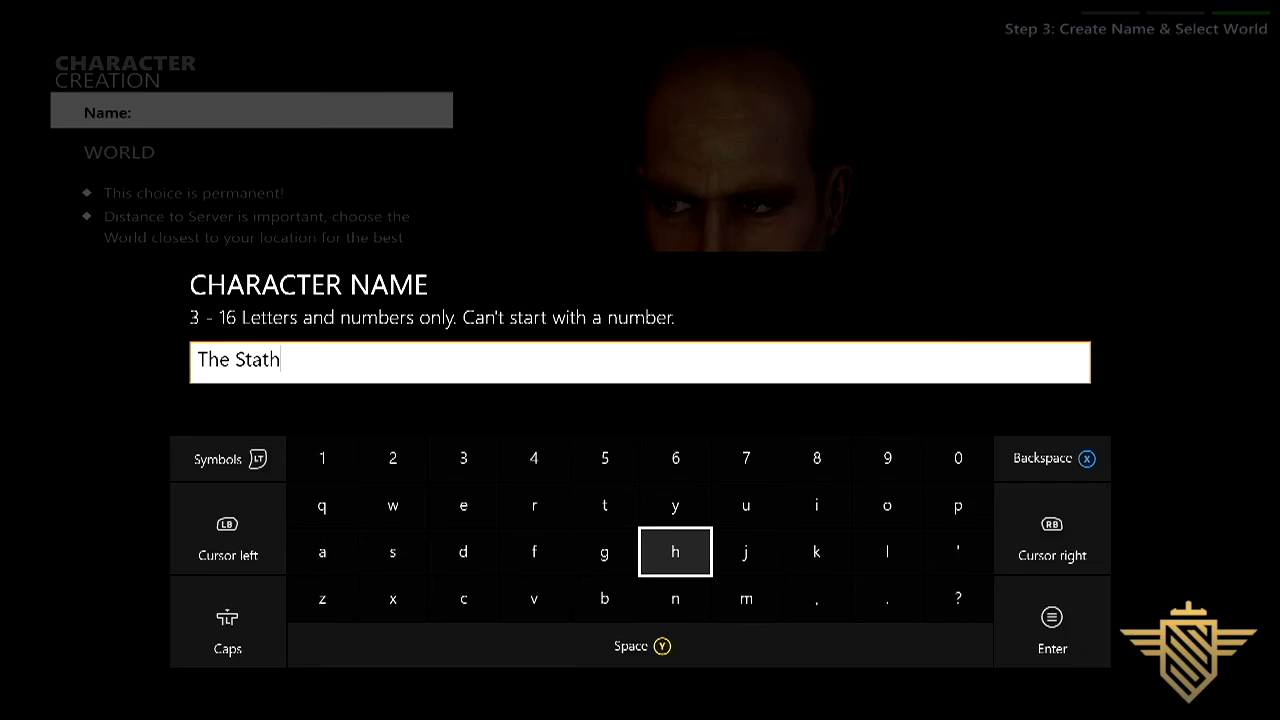 Step 3: Create Name & Select World
CHARACTER
CREATION
Name:
WORLD
This choice is permanent!
Distance to Server is important, choose the
World closest to your location for the best
CHARACTER NAME
3 - 16 Letters and numbers only. Can't start with a number.
The Stath
Symbols LT 1 2 3 4 5 6 7 8 9 0 Backspace X
q w e r t y u i o p
LB RB
Cursor left Cursor right
a s d f g h j k l '
z x c v b n m , . ?
Caps Enter
Space Y